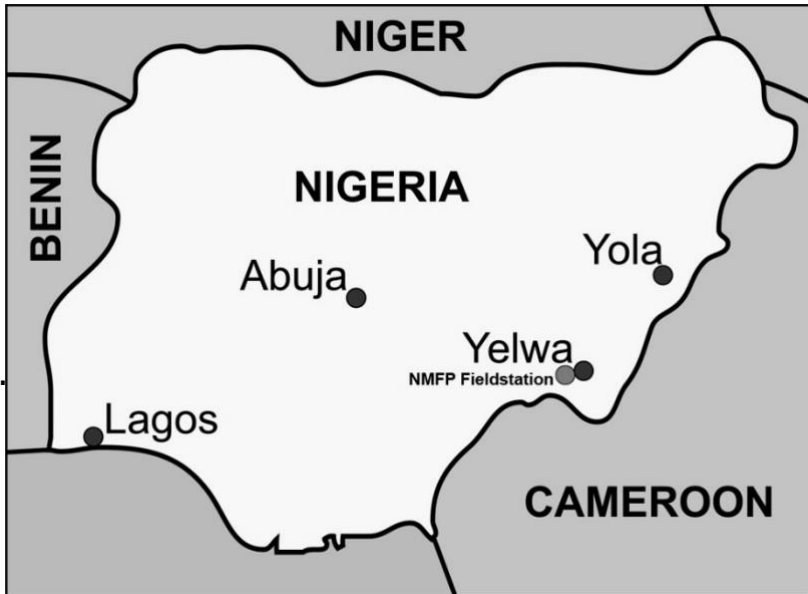 NIGER
BENIN
NIGERIA
Yola
Abuja
Yelwa
NMFP Fieldstation
Lagos
CAMEROON